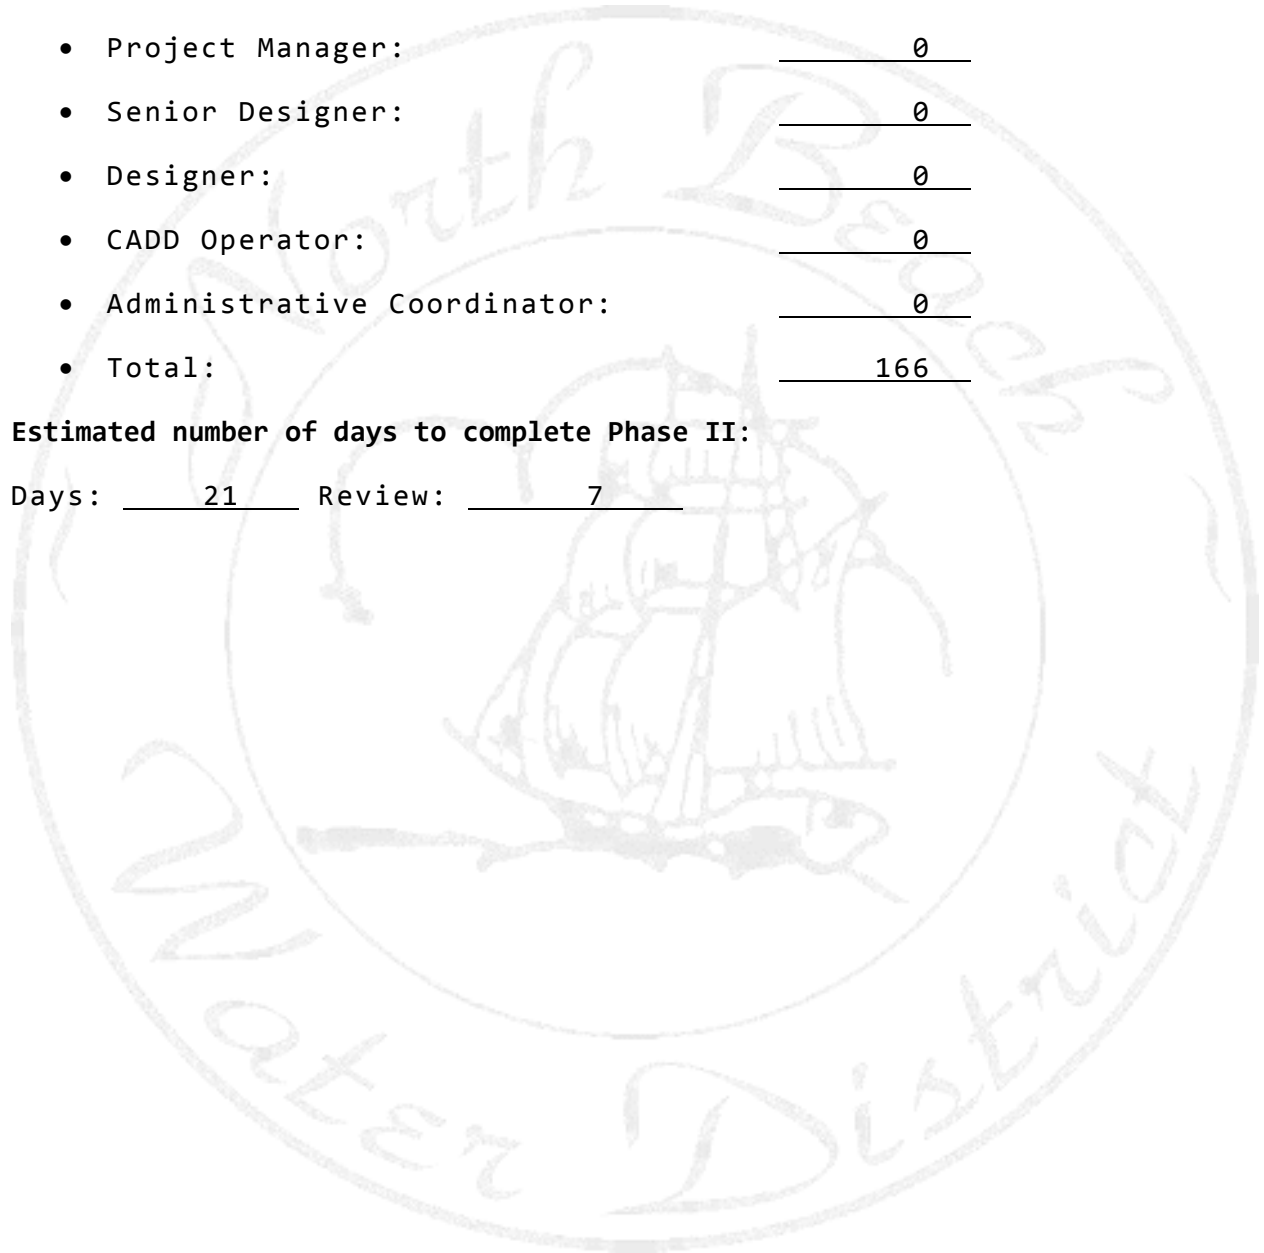 • Project Manager: 0
• Senior Designer: 0
• Designer: 0
• CADD Operator: 0
• Administrative Coordinator: 0
• Total: 166
Estimated number of days to complete Phase II:
Days: 21 Review: 7
North Beach
Water District